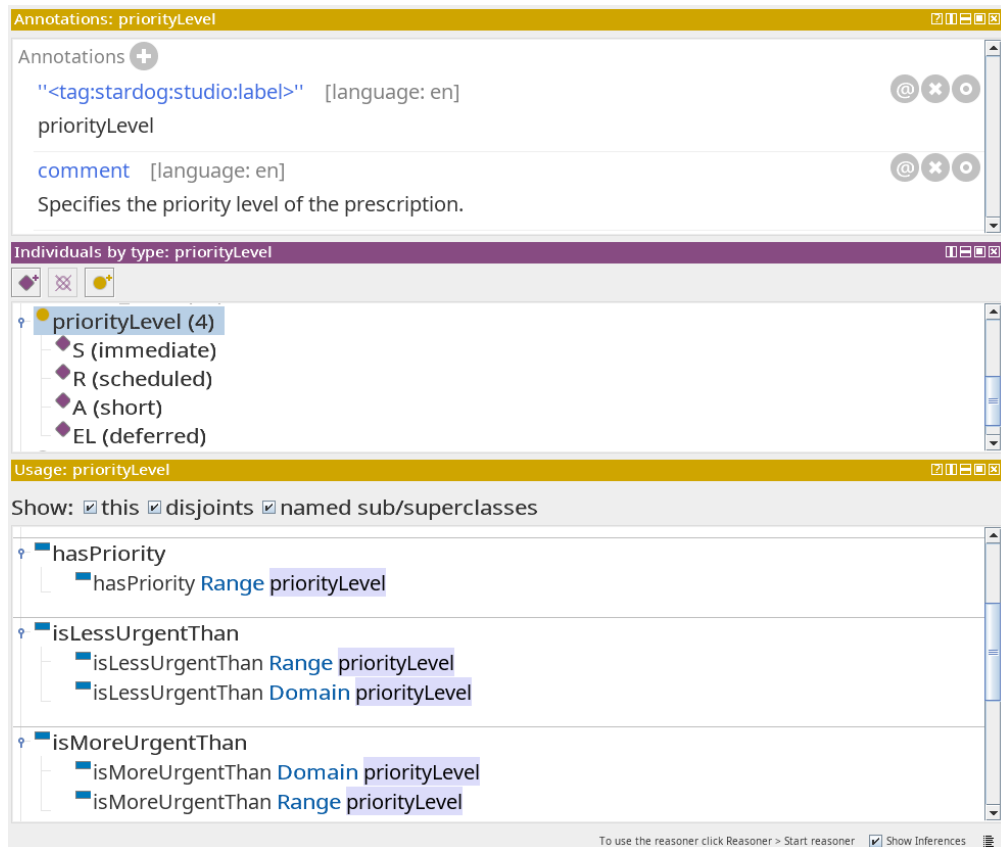 Annotations: priorityLevel
Annotations
''<tag:stardog:studio:label>'' [language: en]
priorityLevel
comment [language: en]
Specifies the priority level of the prescription.
Individuals by type: priorityLevel
priorityLevel (4)
S (immediate)
R (scheduled)
A (short)
EL (deferred)
Usage: priorityLevel
Show: this disjoints named sub/superclasses
hasPriority
hasPriority Range priorityLevel
isLessUrgentThan
isLessUrgentThan Range priorityLevel
isLessUrgentThan Domain priorityLevel
isMoreUrgentThan
isMoreUrgentThan Domain priorityLevel
isMoreUrgentThan Range priorityLevel
To use the reasoner click Reasoner > Start reasoner Show Inferences